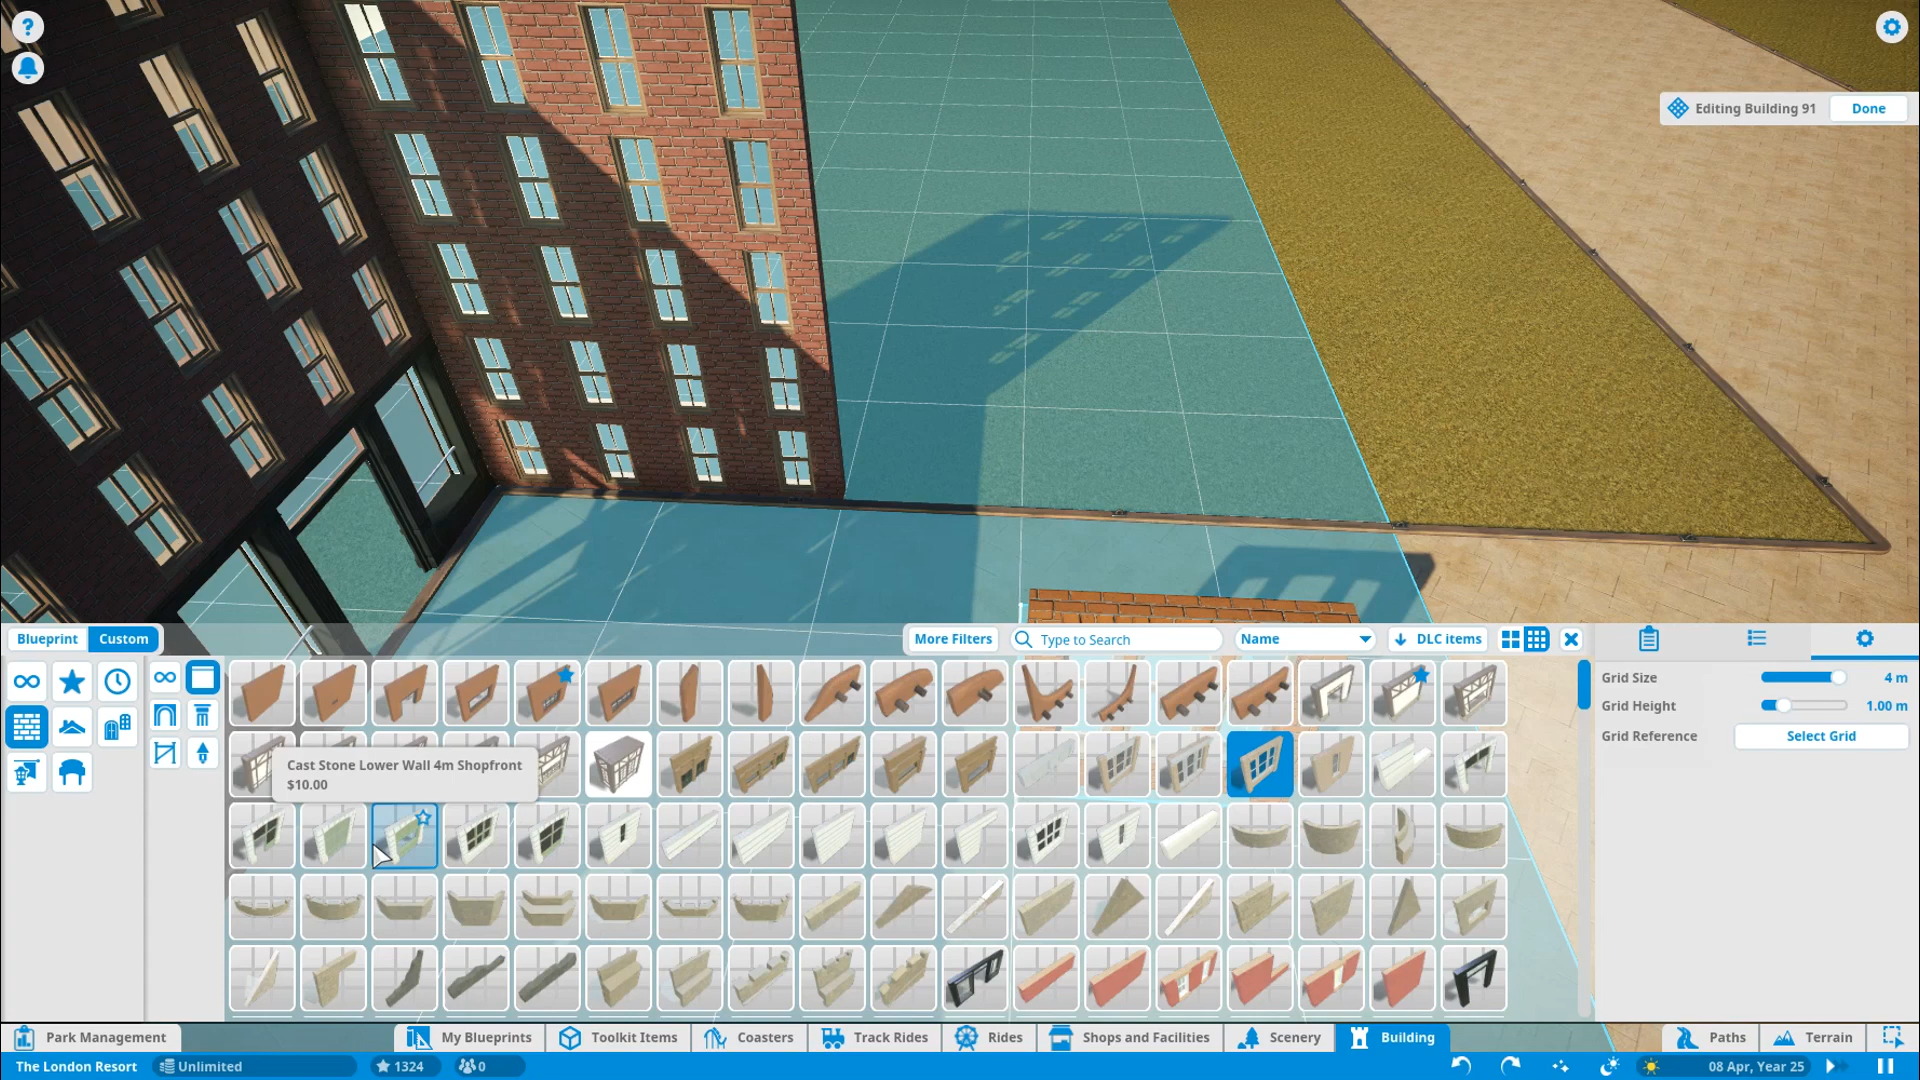 ?
Editing Building 91
Done
Blueprint
Custom
More Filters
Type to Search
Name
DLC items
Cast Stone Lower Wall 4m Shopfront
$10.00
Grid Size
4 m
Grid Height
1.00 m
Grid Reference
Select Grid
Park Management
My Blueprints
Toolkit Items
Coasters
Track Rides
Rides
Shops and Facilities
Scenery
Building
Paths
Terrain
The London Resort
Unlimited
1324
0
08 Apr, Year 25